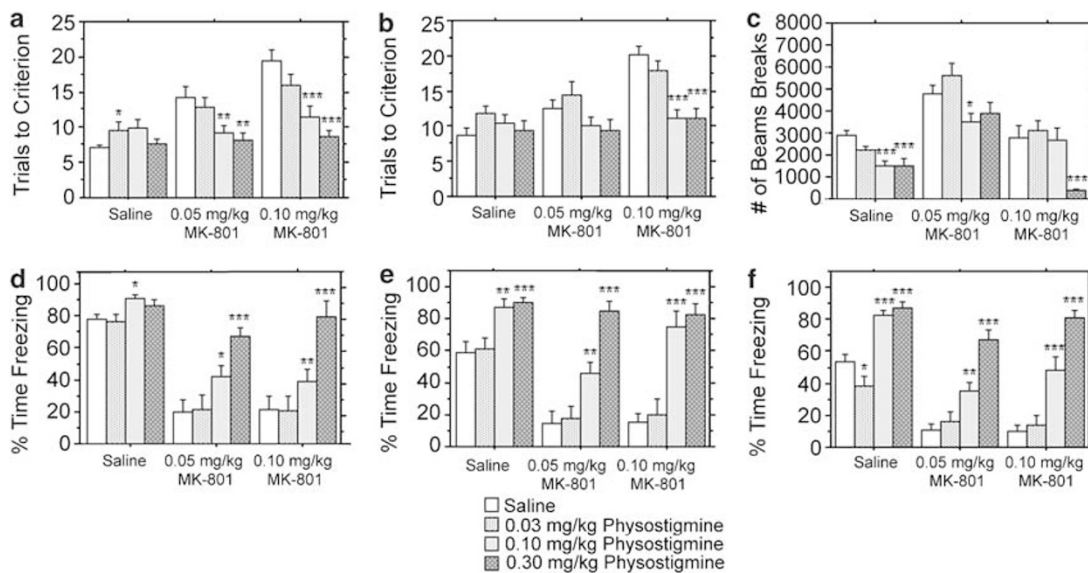 a
Trials to Criterion
25
20
15
10
5
0
Saline
0.05 mg/kg
MK-801
0.10 mg/kg
MK-801
*
**
**
***
***
b
Trials to Criterion
25
20
15
10
5
0
Saline
0.05 mg/kg
MK-801
0.10 mg/kg
MK-801
***
***
c
# of Beams Breaks
8000
7000
6000
5000
4000
3000
2000
1000
0
Saline
0.05 mg/kg
MK-801
0.10 mg/kg
MK-801
***
***
*
***
d
% Time Freezing
100
80
60
40
20
0
Saline
0.05 mg/kg
MK-801
0.10 mg/kg
MK-801
*
*
***
**
***
e
% Time Freezing
100
80
60
40
20
0
Saline
0.05 mg/kg
MK-801
0.10 mg/kg
MK-801
**
***
**
***
***
***
f
% Time Freezing
100
80
60
40
20
0
Saline
0.05 mg/kg
MK-801
0.10 mg/kg
MK-801
*
***
***
**
***
***
***
Saline
0.03 mg/kg Physostigmine
0.10 mg/kg Physostigmine
0.30 mg/kg Physostigmine